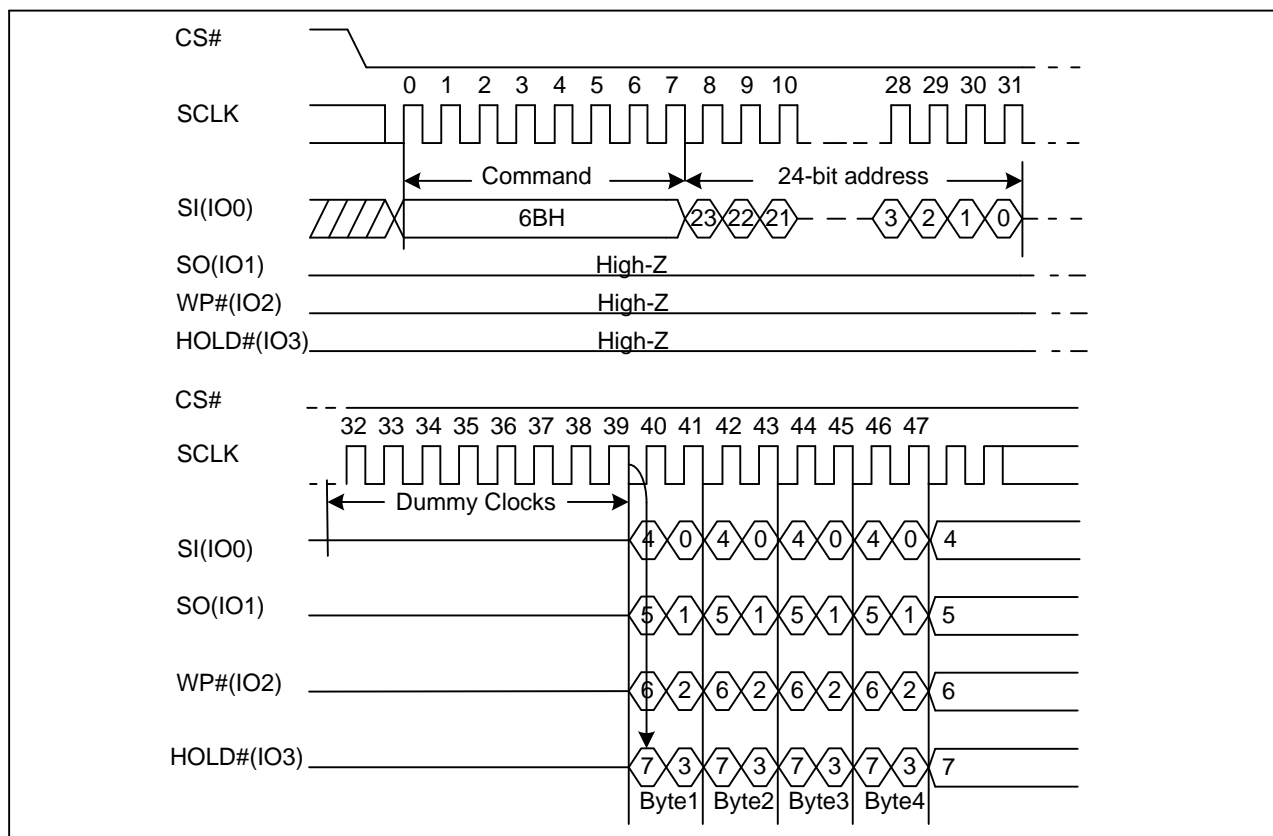 CS#
0 1 2 3 4 5 6 7 8 9 10 28 29 30 31
SCLK
Command 24-bit address
SI(IO0) 6BH 23 22 21 3 2 1 0
SO(IO1) High-Z
WP#(IO2) High-Z
HOLD#(IO3) High-Z
CS#
32 33 34 35 36 37 38 39 40 41 42 43 44 45 46 47
SCLK
Dummy Clocks
SI(IO0) 4 0 4 0 4 0 4 0 4
SO(IO1) 5 1 5 1 5 1 5 1 5
WP#(IO2) 6 2 6 2 6 2 6 2 6
HOLD#(IO3) 7 3 7 3 7 3 7 3 7
Byte1 Byte2 Byte3 Byte4